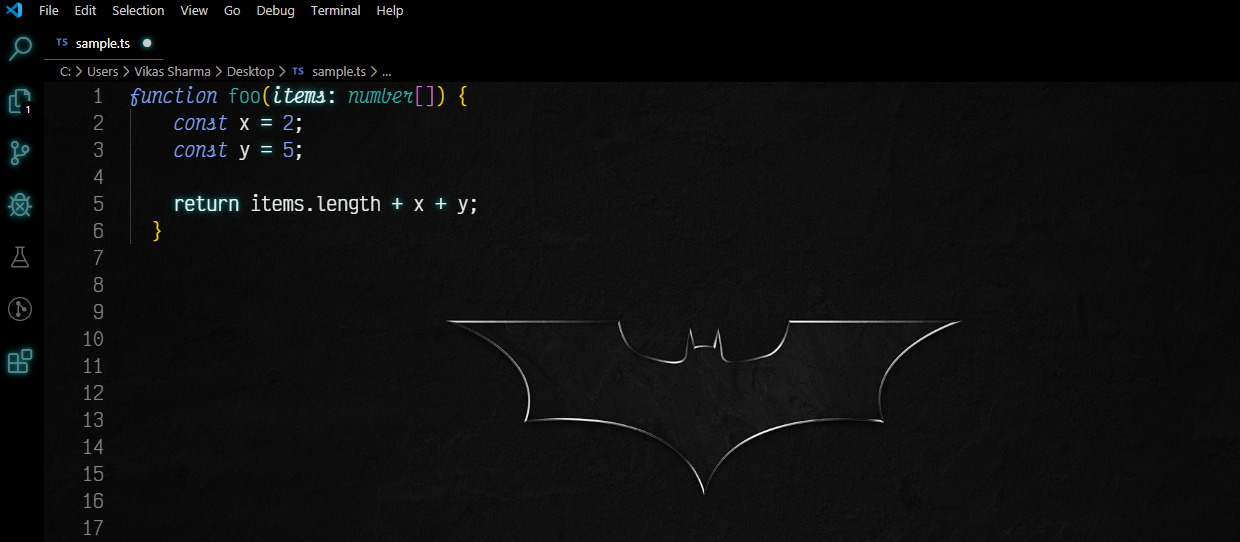 File Edit Selection View Go Debug Terminal Help
TS sample.ts
C: > Users > Vikas Sharma > Desktop > TS sample.ts > ...
1
1 function foo(items: number[]) {
2 const x = 2;
3 const y = 5;
4
5 return items.length + x + y;
6 }
7
8
9
10
11
12
13
14
15
16
17